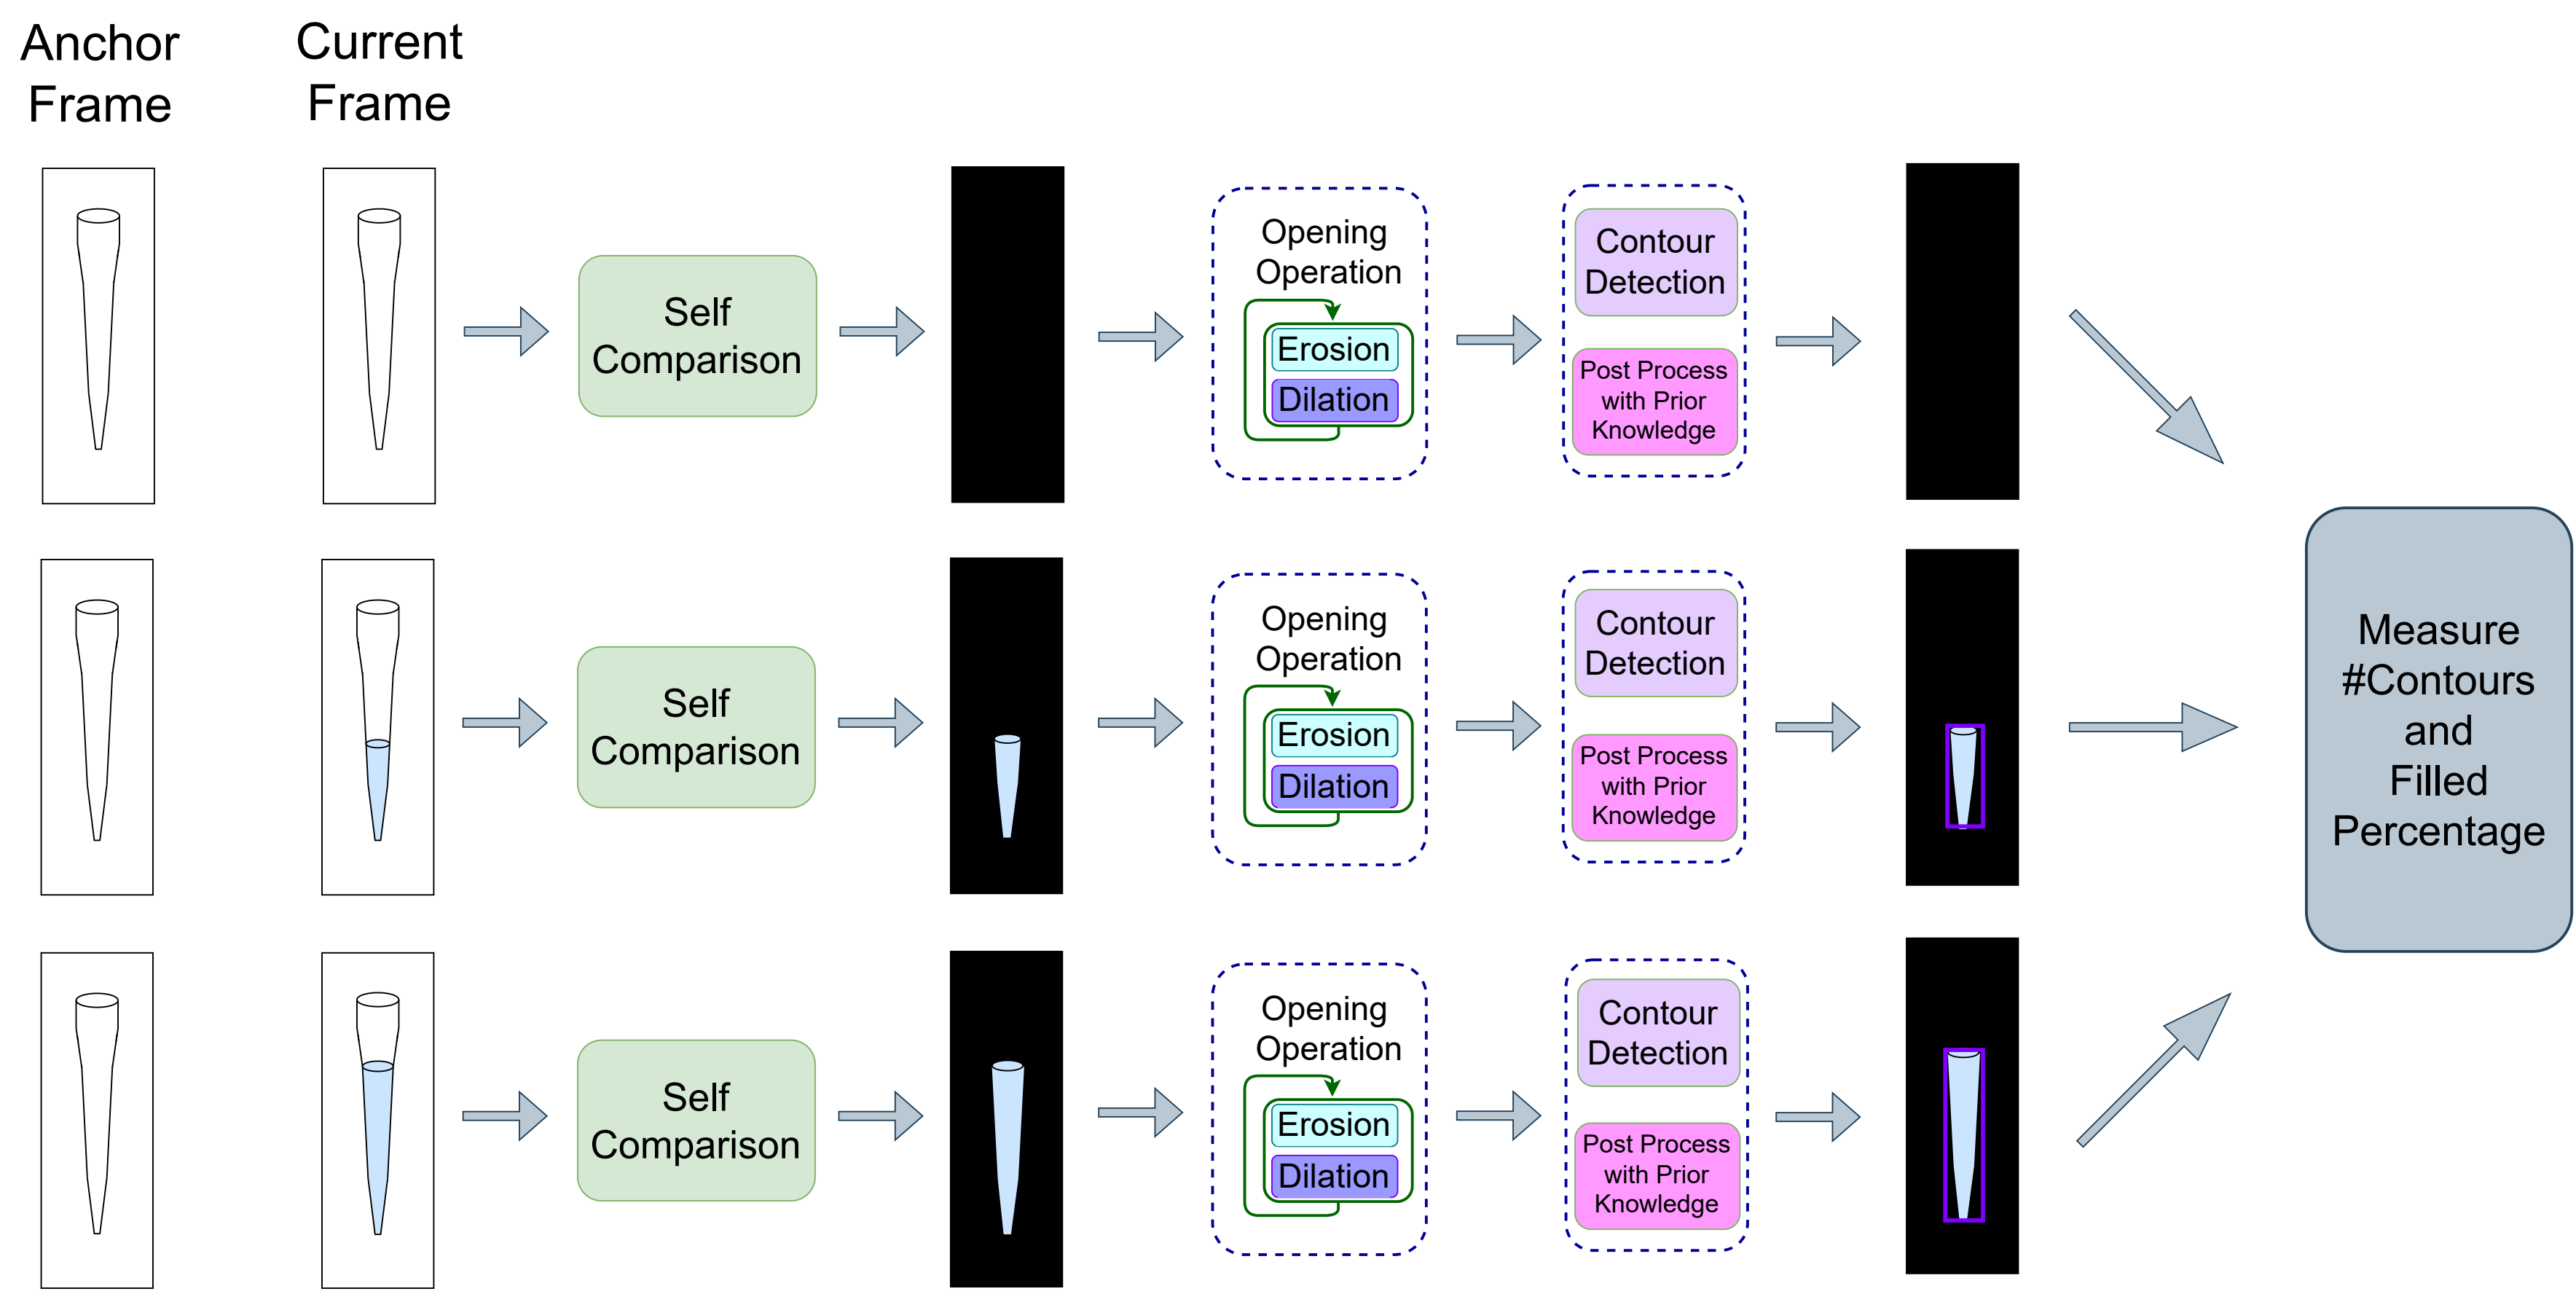 Anchor
Frame
Current
Frame
Self
Comparison
Opening
Operation
Erosion
Dilation
Contour
Detection
Post Process
with Prior
Knowledge
Self
Comparison
Opening
Operation
Erosion
Dilation
Contour
Detection
Post Process
with Prior
Knowledge
Self
Comparison
Opening
Operation
Erosion
Dilation
Contour
Detection
Post Process
with Prior
Knowledge
Measure
#Contours
and
Filled
Percentage